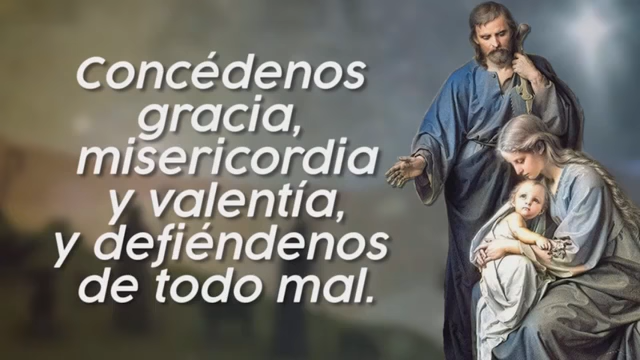 Concédenos
gracia,
misericordia
y valentía,
y defiéndenos
de todo mal.